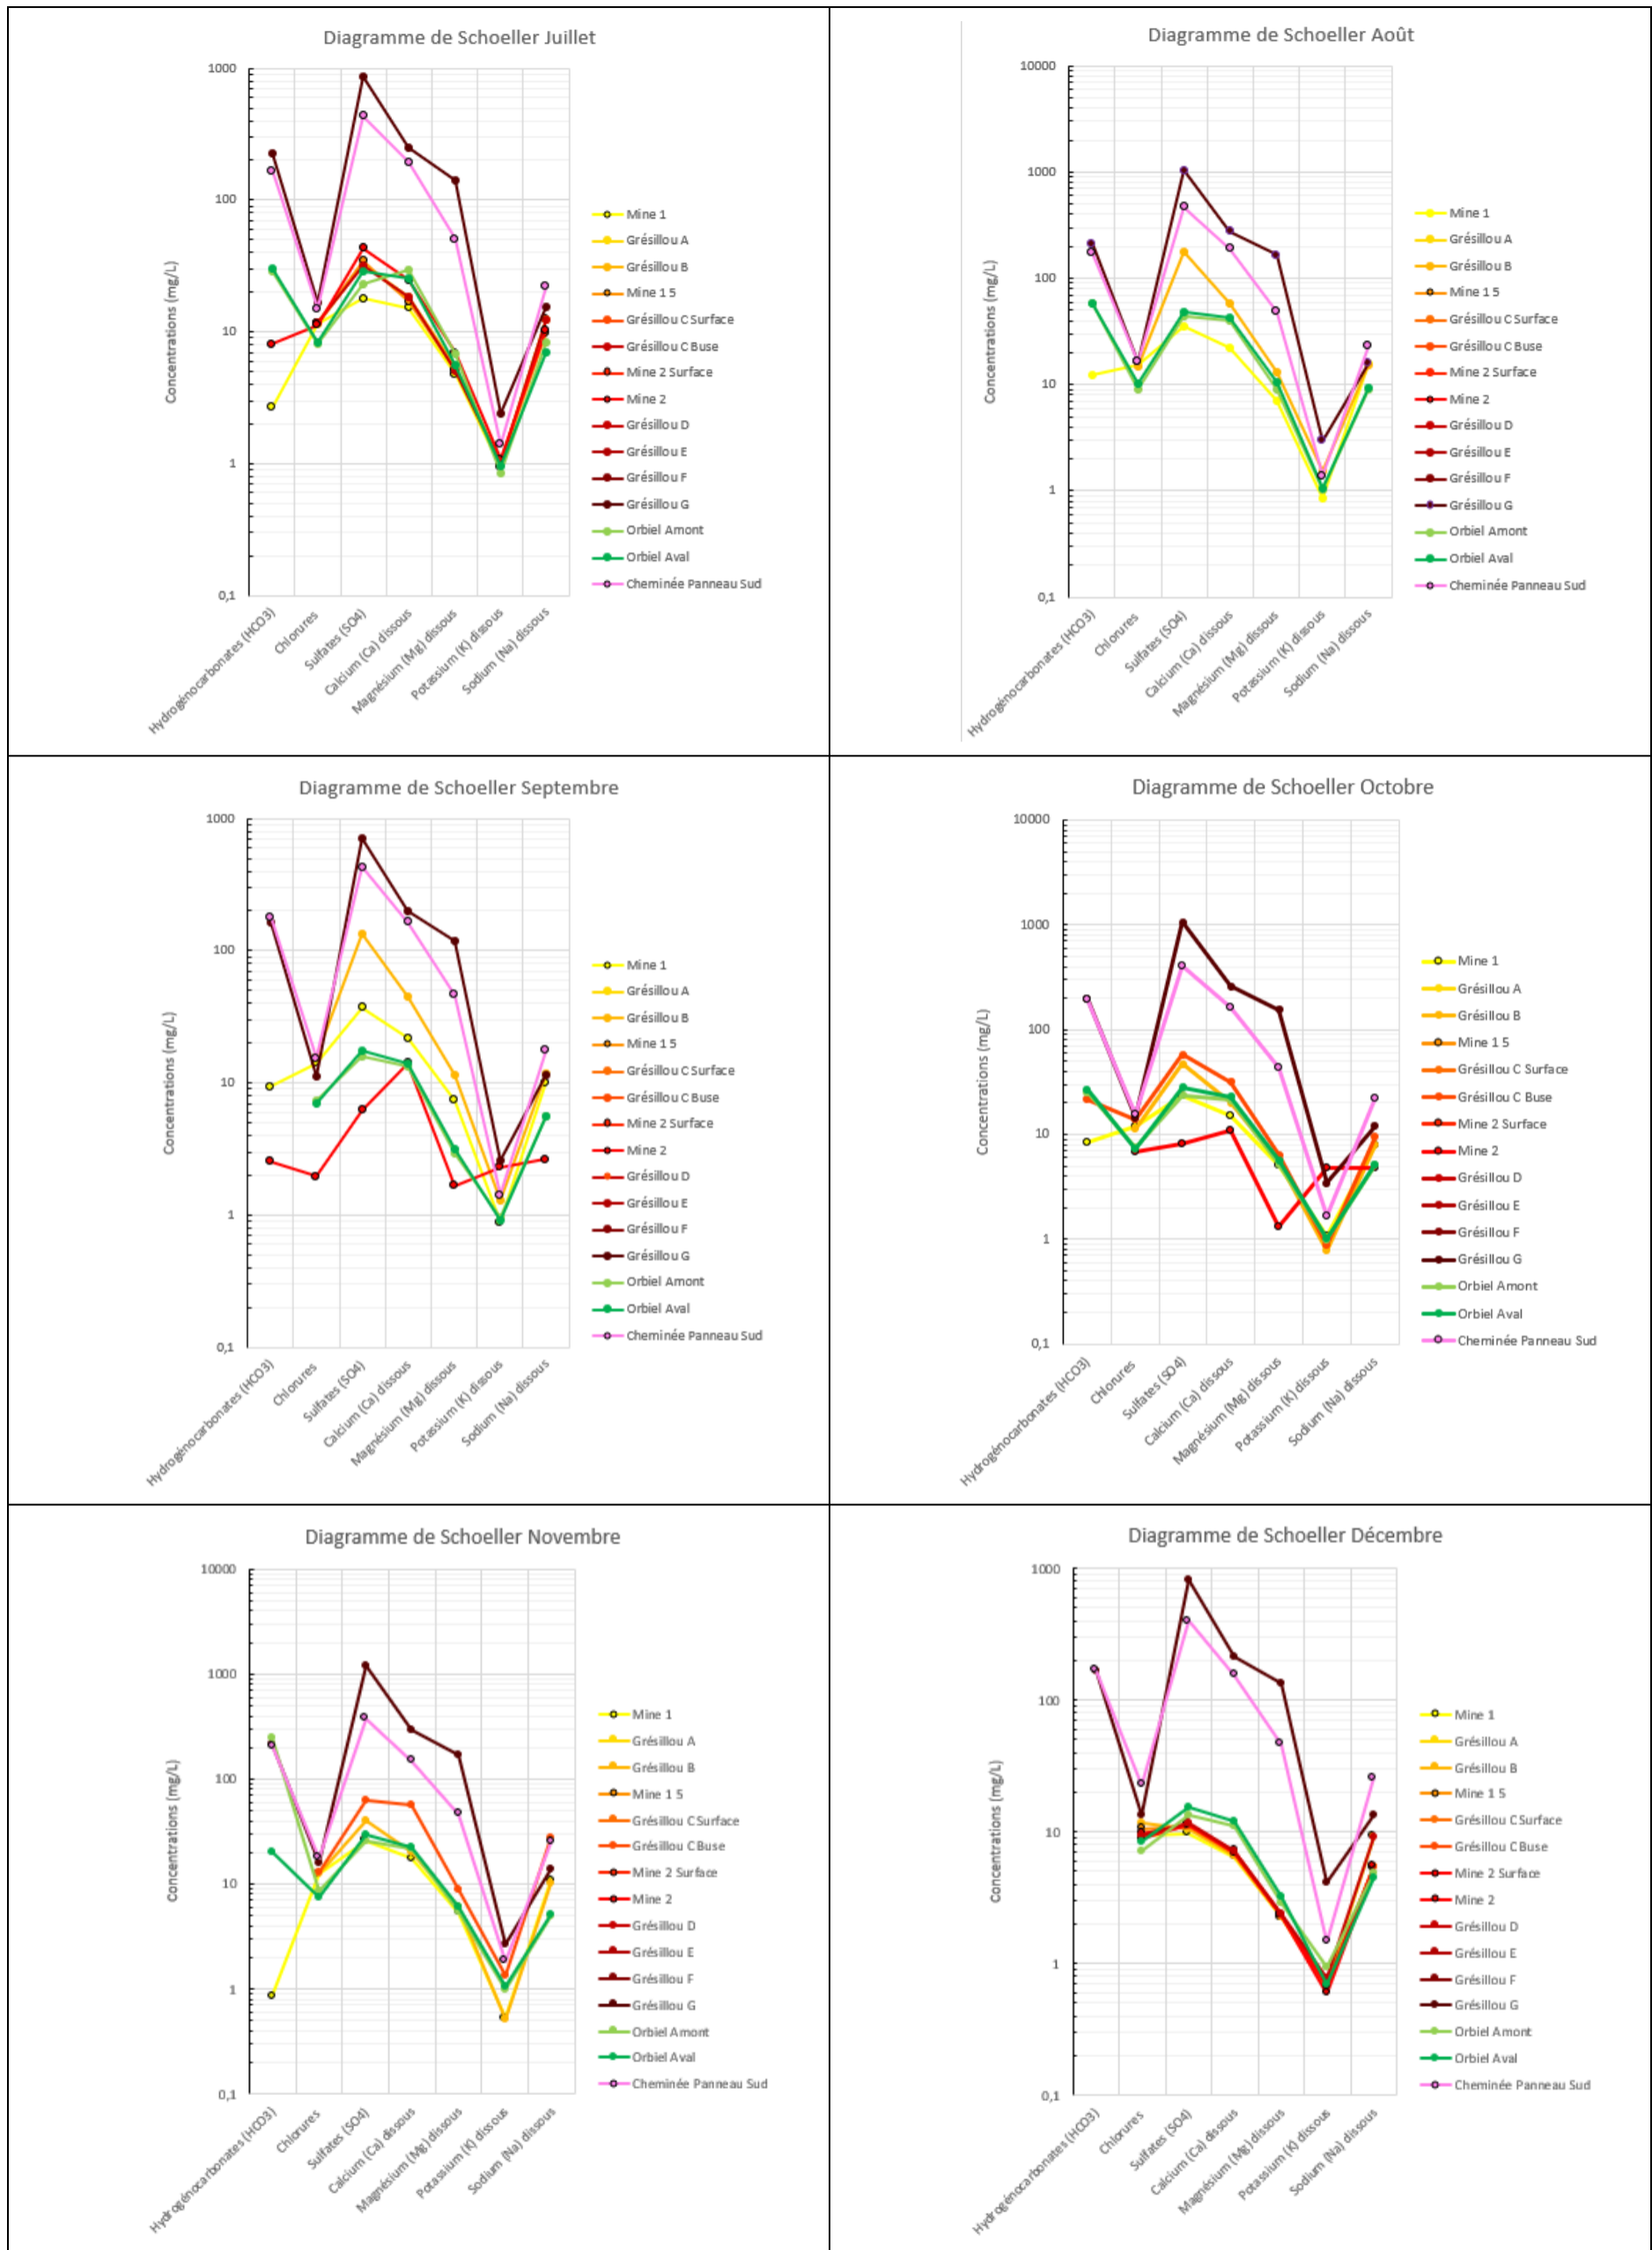 Diagramme de Schoeller Juillet
1000
100
10
1
0,1
Concentrations (mg/L)
Hydrogénocarbonates (HCO3)
Chlorures
Sulfates (SO4)
Calcium (Ca) dissous
Magnésium (Mg) dissous
Potassium (K) dissous
Sodium (Na) dissous
Mine 1
Grésillou A
Grésillou B
Mine 1 5
Grésillou C Surface
Grésillou C Buse
Mine 2 Surface
Mine 2
Grésillou D
Grésillou E
Grésillou F
Grésillou G
Orbiel Amont
Orbiel Aval
Cheminée Panneau Sud
Diagramme de Schoeller Août
10000
1000
100
10
1
0,1
Concentrations (mg/L)
Hydrogénocarbonates (HCO3)
Chlorures
Sulfates (SO4)
Calcium (Ca) dissous
Magnésium (Mg) dissous
Potassium (K) dissous
Sodium (Na) dissous
Mine 1
Grésillou A
Grésillou B
Mine 1 5
Grésillou C Surface
Grésillou C Buse
Mine 2 Surface
Mine 2
Grésillou D
Grésillou E
Grésillou F
Grésillou G
Orbiel Amont
Orbiel Aval
Cheminée Panneau Sud
Diagramme de Schoeller Septembre
1000
100
10
1
0,1
Concentrations (mg/L)
Hydrogénocarbonates (HCO3)
Chlorures
Sulfates (SO4)
Calcium (Ca) dissous
Magnésium (Mg) dissous
Potassium (K) dissous
Sodium (Na) dissous
Mine 1
Grésillou A
Grésillou B
Mine 1 5
Grésillou C Surface
Grésillou C Buse
Mine 2 Surface
Mine 2
Grésillou D
Grésillou E
Grésillou F
Grésillou G
Orbiel Amont
Orbiel Aval
Cheminée Panneau Sud
Diagramme de Schoeller Octobre
10000
1000
100
10
1
0,1
Concentrations (mg/L)
Hydrogénocarbonates (HCO3)
Chlorures
Sulfates (SO4)
Calcium (Ca) dissous
Magnésium (Mg) dissous
Potassium (K) dissous
Sodium (Na) dissous
Mine 1
Grésillou A
Grésillou B
Mine 1 5
Grésillou C Surface
Grésillou C Buse
Mine 2 Surface
Mine 2
Grésillou D
Grésillou E
Grésillou F
Grésillou G
Orbiel Amont
Orbiel Aval
Cheminée Panneau Sud
Diagramme de Schoeller Novembre
10000
1000
100
10
1
0,1
Concentrations (mg/L)
Hydrogénocarbonates (HCO3)
Chlorures
Sulfates (SO4)
Calcium (Ca) dissous
Magnésium (Mg) dissous
Potassium (K) dissous
Sodium (Na) dissous
Mine 1
Grésillou A
Grésillou B
Mine 1 5
Grésillou C Surface
Grésillou C Buse
Mine 2 Surface
Mine 2
Grésillou D
Grésillou E
Grésillou F
Grésillou G
Orbiel Amont
Orbiel Aval
Cheminée Panneau Sud
Diagramme de Schoeller Décembre
1000
100
10
1
0,1
Concentrations (mg/L)
Hydrogénocarbonates (HCO3)
Chlorures
Sulfates (SO4)
Calcium (Ca) dissous
Magnésium (Mg) dissous
Potassium (K) dissous
Sodium (Na) dissous
Mine 1
Grésillou A
Grésillou B
Mine 1 5
Grésillou C Surface
Grésillou C Buse
Mine 2 Surface
Mine 2
Grésillou D
Grésillou E
Grésillou F
Grésillou G
Orbiel Amont
Orbiel Aval
Cheminée Panneau Sud